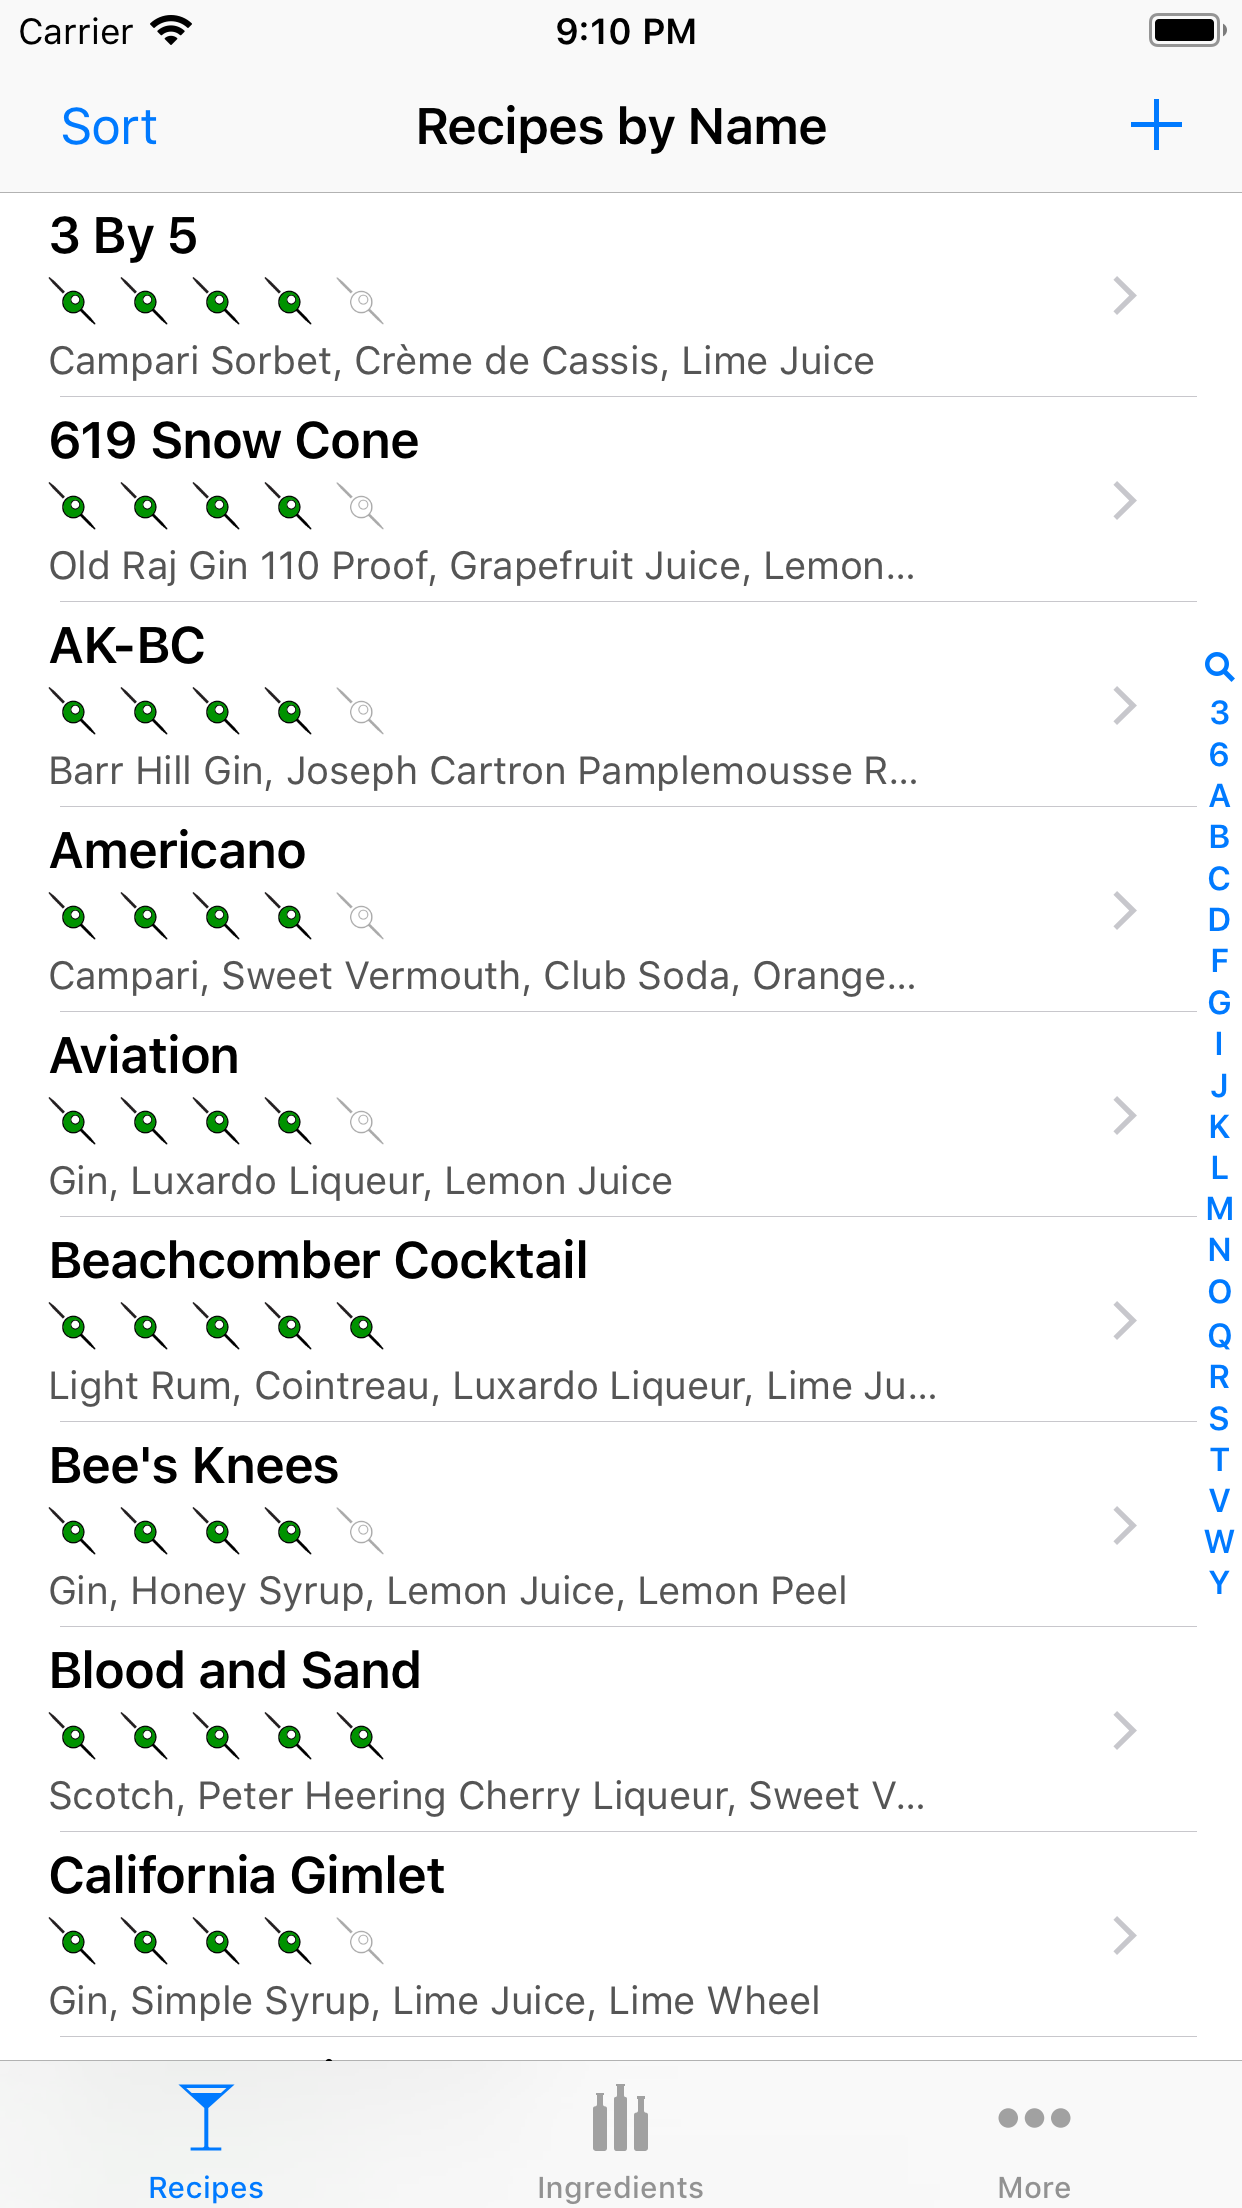 Carrier 9:10 PM
Sort Recipes by Name
3 By 5
Campari Sorbet, Crème de Cassis, Lime Juice
619 Snow Cone
Old Raj Gin 110 Proof, Grapefruit Juice, Lemon...
AK-BC
Barr Hill Gin, Joseph Cartron Pamplemousse R...
Americano
Campari, Sweet Vermouth, Club Soda, Orange...
Aviation
Gin, Luxardo Liqueur, Lemon Juice
Beachcomber Cocktail
Light Rum, Cointreau, Luxardo Liqueur, Lime Ju...
Bee's Knees
Gin, Honey Syrup, Lemon Juice, Lemon Peel
Blood and Sand
Scotch, Peter Heering Cherry Liqueur, Sweet V...
California Gimlet
Gin, Simple Syrup, Lime Juice, Lime Wheel
3
6
A
B
C
D
F
G
I
J
K
L
M
N
O
Q
R
S
T
V
W
Y
Recipes Ingredients More